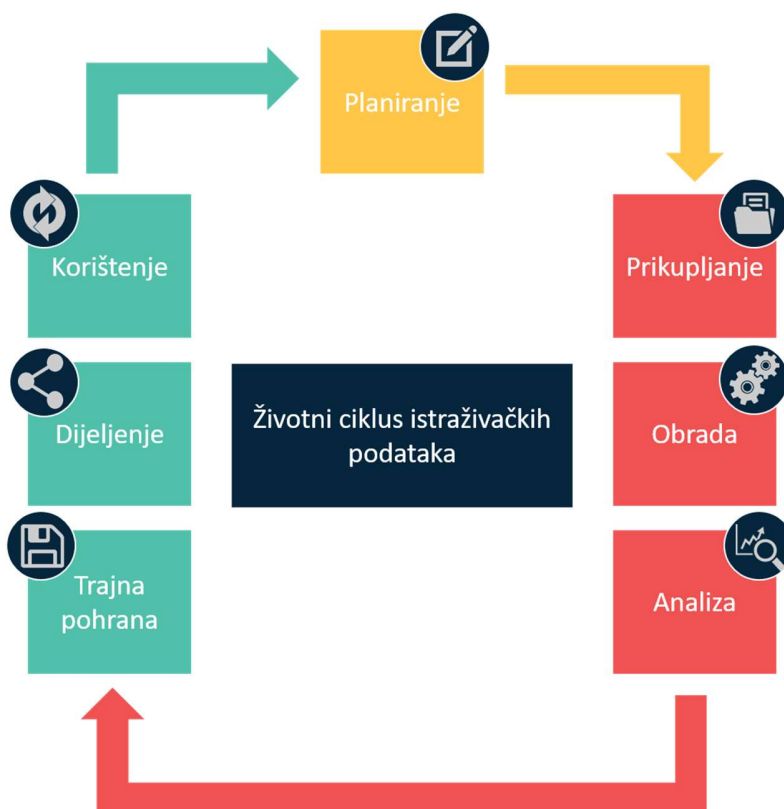 Planiranje
Prikupljanje
Obrada
Analiza
Trajna
pohrana
Dijeljenje
Korištenje
Životni ciklus istraživačkih
podataka